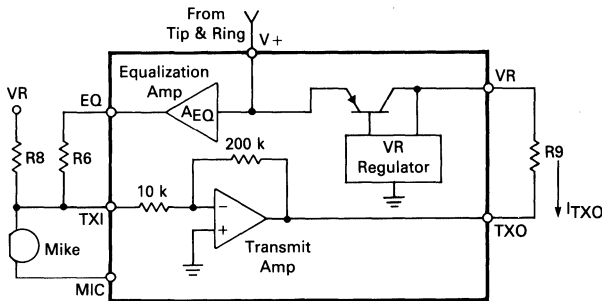 From
Tip & Ring
V+
Equalization
Amp
VR
EQ
AEQ
VR
R8
R6
200 k
VR
Regulator
R9
10 k
ITXO
TXI
−
+
Mike
Transmit
Amp
TXO
MIC